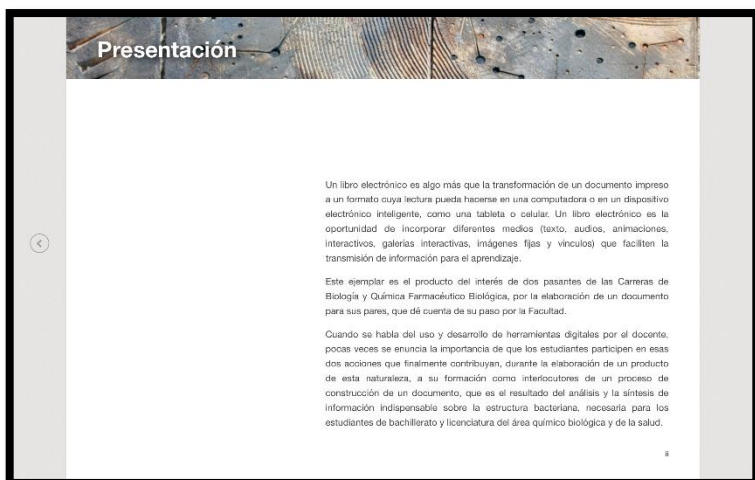 Presentación
Un libro electrónico es algo más que la transformación de un documento impreso
a un formato cuya lectura pueda hacerse en una computadora o en un dispositivo
electrónico inteligente, como una tableta o celular. Un libro electrónico es la
oportunidad de incorporar diferentes medios (texto, audios, animaciones,
interactivos, galerías interactivas, imágenes fijas y vínculos) que faciliten la
transmisión de información para el aprendizaje.
Este ejemplar es el producto del interés de dos pasantes de las Carreras de
Biología y Química Farmacéutico Biológica, por la elaboración de un documento
para sus pares, que dé cuenta de su paso por la Facultad.
Cuando se habla del uso y desarrollo de herramientas digitales por el docente,
pocas veces se enuncia la importancia de que los estudiantes participen en esas
dos acciones que finalmente contribuyan, durante la elaboración de un producto
de esta naturaleza, a su formación como interlocutores de un proceso de
construcción de un documento, que es el resultado del análisis y la síntesis de
información indispensable sobre la estructura bacteriana, necesaria para los
estudiantes de bachillerato y licenciatura del área químico biológica y de la salud.
ii